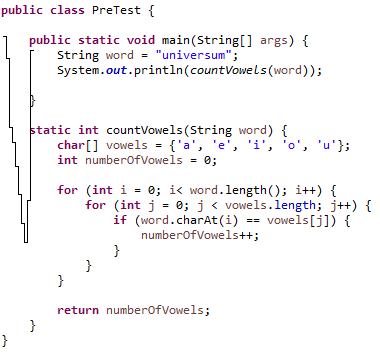 public class PreTest {
public static void main(String[] args) {
String word = "universum";
System.out.println(countVowels(word));
}
static int countVowels(String word) {
char[] vowels = {'a', 'e', 'i', 'o', 'u'};
int numberOfVowels = 0;
for (int i = 0; i< word.length(); i++) {
for (int j = 0; j < vowels.length; j++) {
if (word.charAt(i) == vowels[j]) {
numberOfVowels++;
}
}
}
return numberOfVowels;
}
}